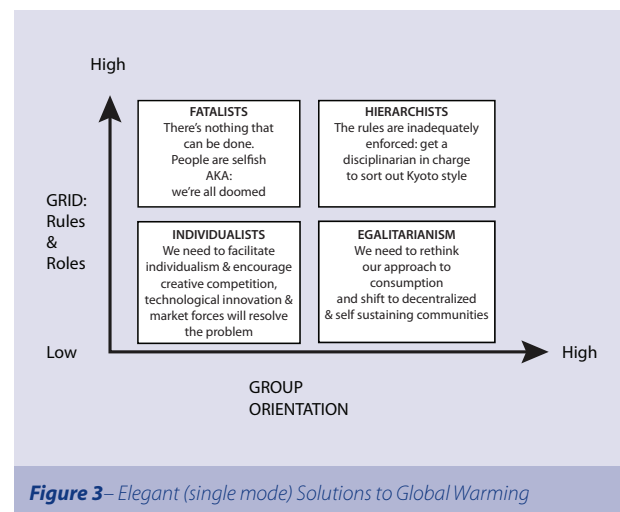 High
FATALISTS
There's nothing that
can be done.
People are selfish
AKA:
we're all doomed
HIERARCHISTS
The rules are inadequately
enforced: get a
disciplinarian in charge
to sort out Kyoto style
GRID:
Rules
&
Roles
INDIVIDUALISTS
We need to facilitate
individualism & encourage
creative competition,
technological innovation &
market forces will resolve
the problem
EGALITARIANISM
We need to rethink
our approach to
consumption
and shift to decentralized
& self sustaining communities
Low
High
GROUP
ORIENTATION
Figure 3– Elegant (single mode) Solutions to Global Warming